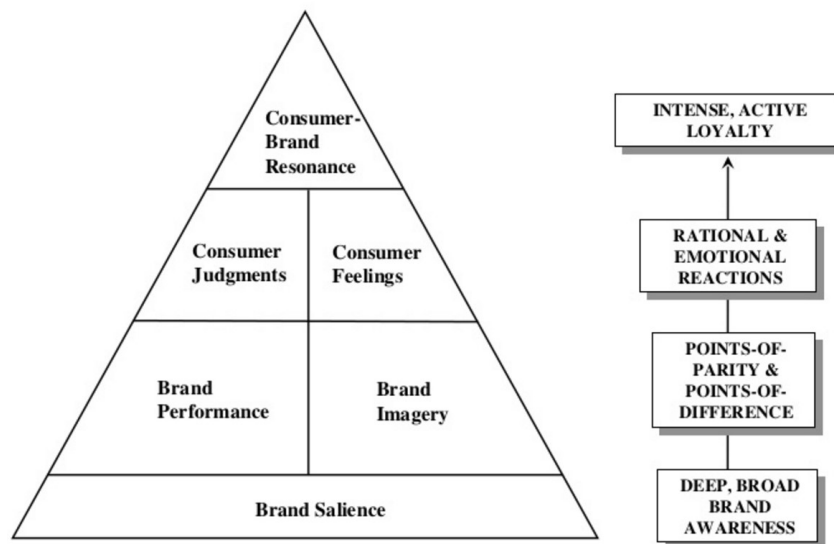 Consumer-
Brand
Resonance
Consumer
Judgments
Consumer
Feelings
Brand
Performance
Brand
Imagery
Brand Salience
INTENSE, ACTIVE
LOYALTY
RATIONAL &
EMOTIONAL
REACTIONS
POINTS-OF-
PARITY &
POINTS-OF-
DIFFERENCE
DEEP, BROAD
BRAND
AWARENESS